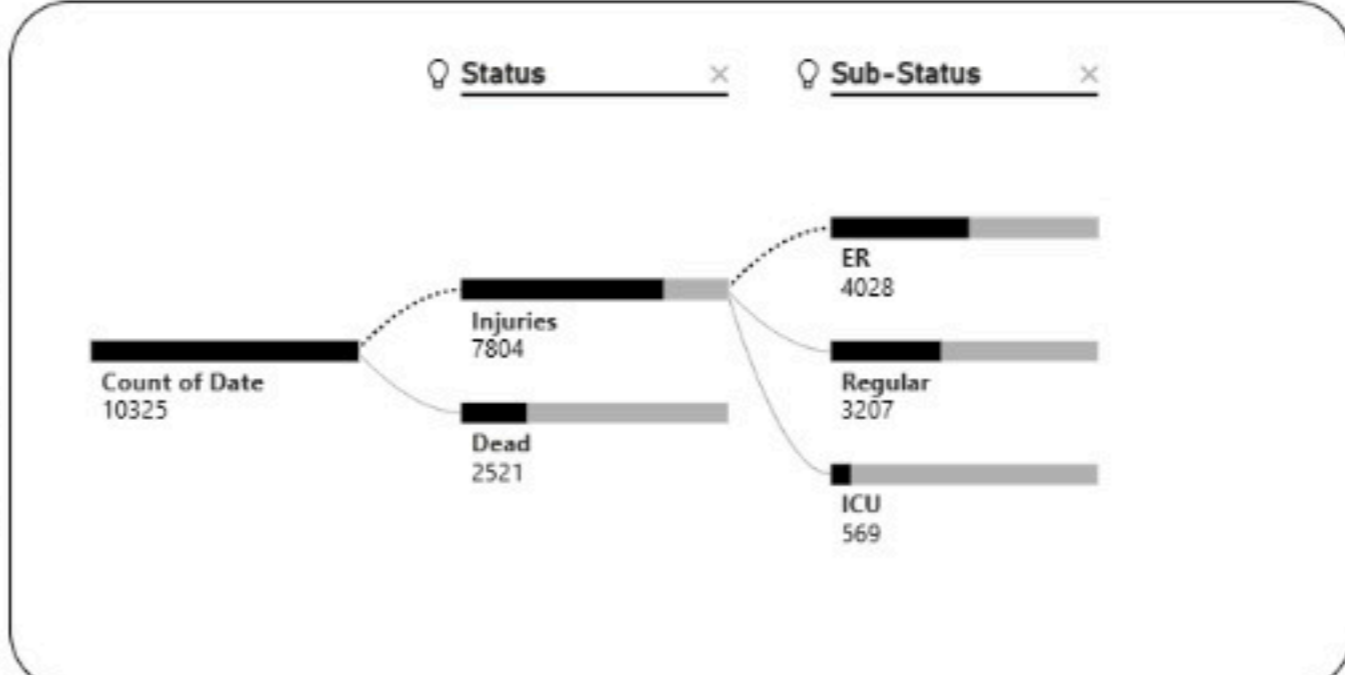 Status
Sub-Status
ER
4028
Injuries
7804
Count of Date
10325
Regular
3207
Dead
2521
ICU
569